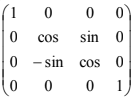 1 0 0 0
0 cos sin 0
0 −sin cos 0
0 0 0 1